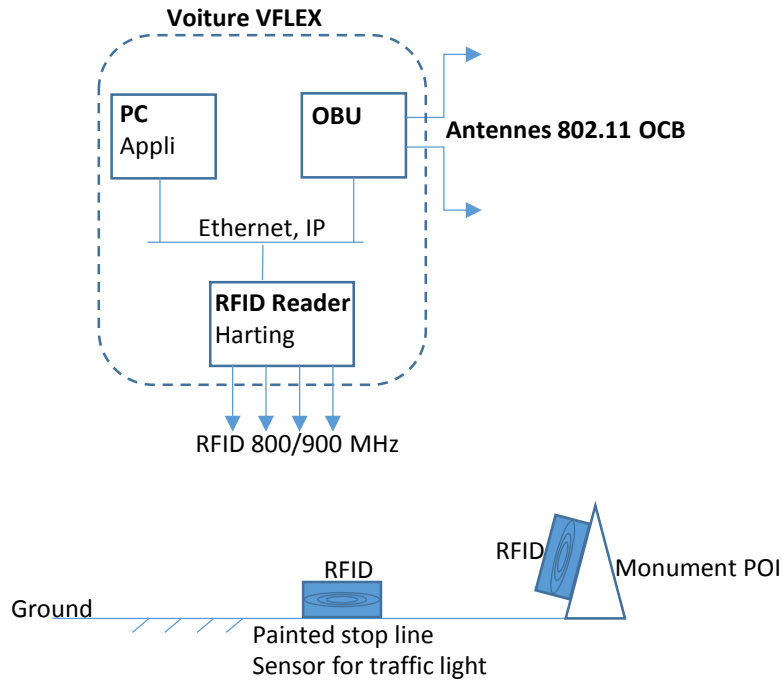 Voiture VFLEX
PC
Appli
OBU
Antennes 802.11 OCB
Ethernet, IP
RFID Reader
Harting
RFID 800/900 MHz
RFID
RFID
Monument POI
Ground
Painted stop line
Sensor for traffic light